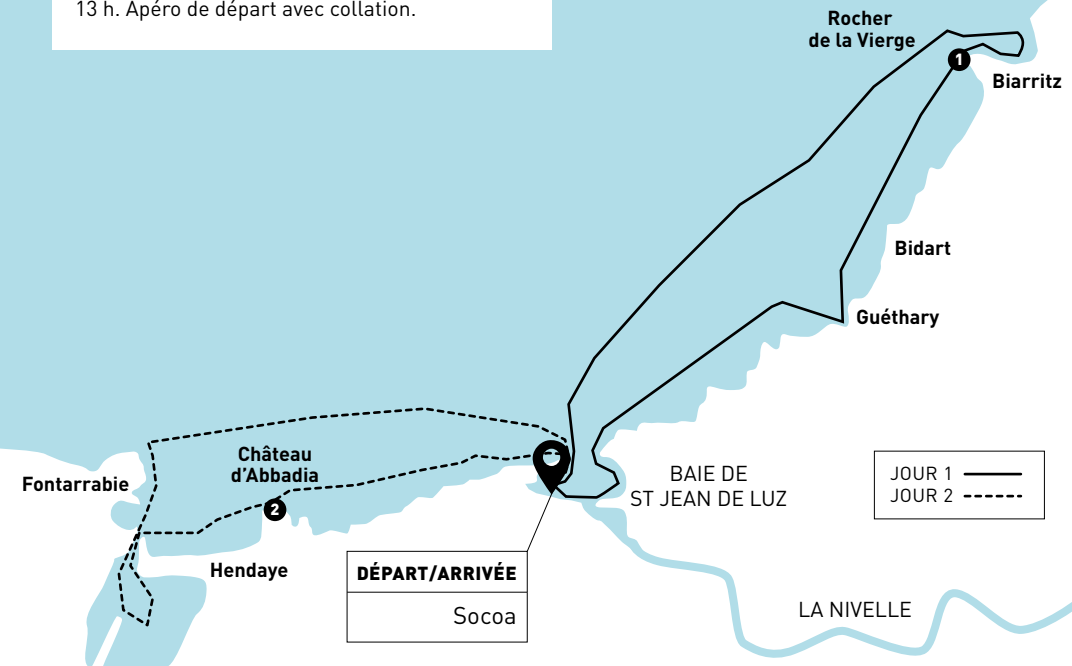 13 h. Apéro de départ avec collation.
Rocher
de la Vierge
1
Biarritz
Bidart
Guéthary
Château
d'Abbadia
Fontarrabie
2
BAIE DE
ST JEAN DE LUZ
JOUR 1
JOUR 2
Hendaye
DÉPART/ARRIVÉE
Socoa
LA NIVELLE